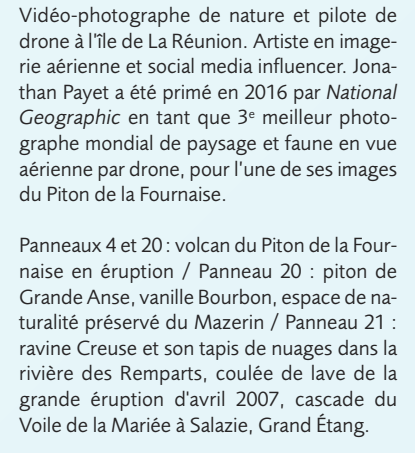 Vidéo-photographe de nature et pilote de
drone à l'île de La Réunion. Artiste en image-
rie aérienne et social media influencer. Jona-
than Payet a été primé en 2016 par National
Geographic en tant que 3e meilleur photo-
graphe mondial de paysage et faune en vue
aérienne par drone, pour l'une de ses images
du Piton de la Fournaise.

Panneaux 4 et 20 : volcan du Piton de la Four-
naise en éruption / Panneau 20 : piton de
Grande Anse, vanille Bourbon, espace de na-
turalité préservé du Mazerin / Panneau 21 :
ravine Creuse et son tapis de nuages dans la
rivière des Remparts, coulée de lave de la
grande éruption d'avril 2007, cascade du
Voile de la Mariée à Salazie, Grand Étang.